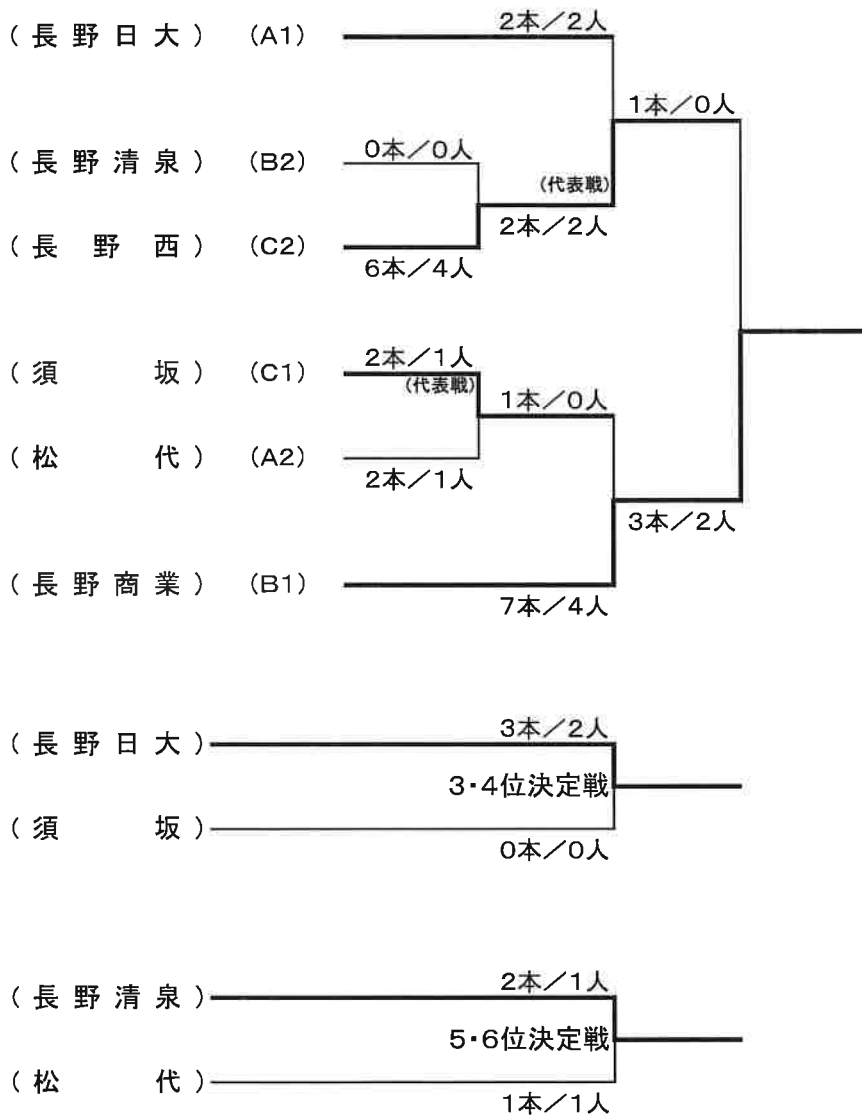 (長野日大) (A1) 2本/2人
1本/0人
(長野清泉) (B2) 0本/0人
(代表戦)
2本/2人
(長野西) (C2) 6本/4人
(須坂) (C1) 2本/1人
(代表戦)
1本/0人
(松代) (A2) 2本/1人
3本/2人
(長野商業) (B1) 7本/4人
(長野日大) 3本/2人
3・4位決定戦
(須坂) 0本/0人
(長野清泉) 2本/1人
5・6位決定戦
(松代) 1本/1人